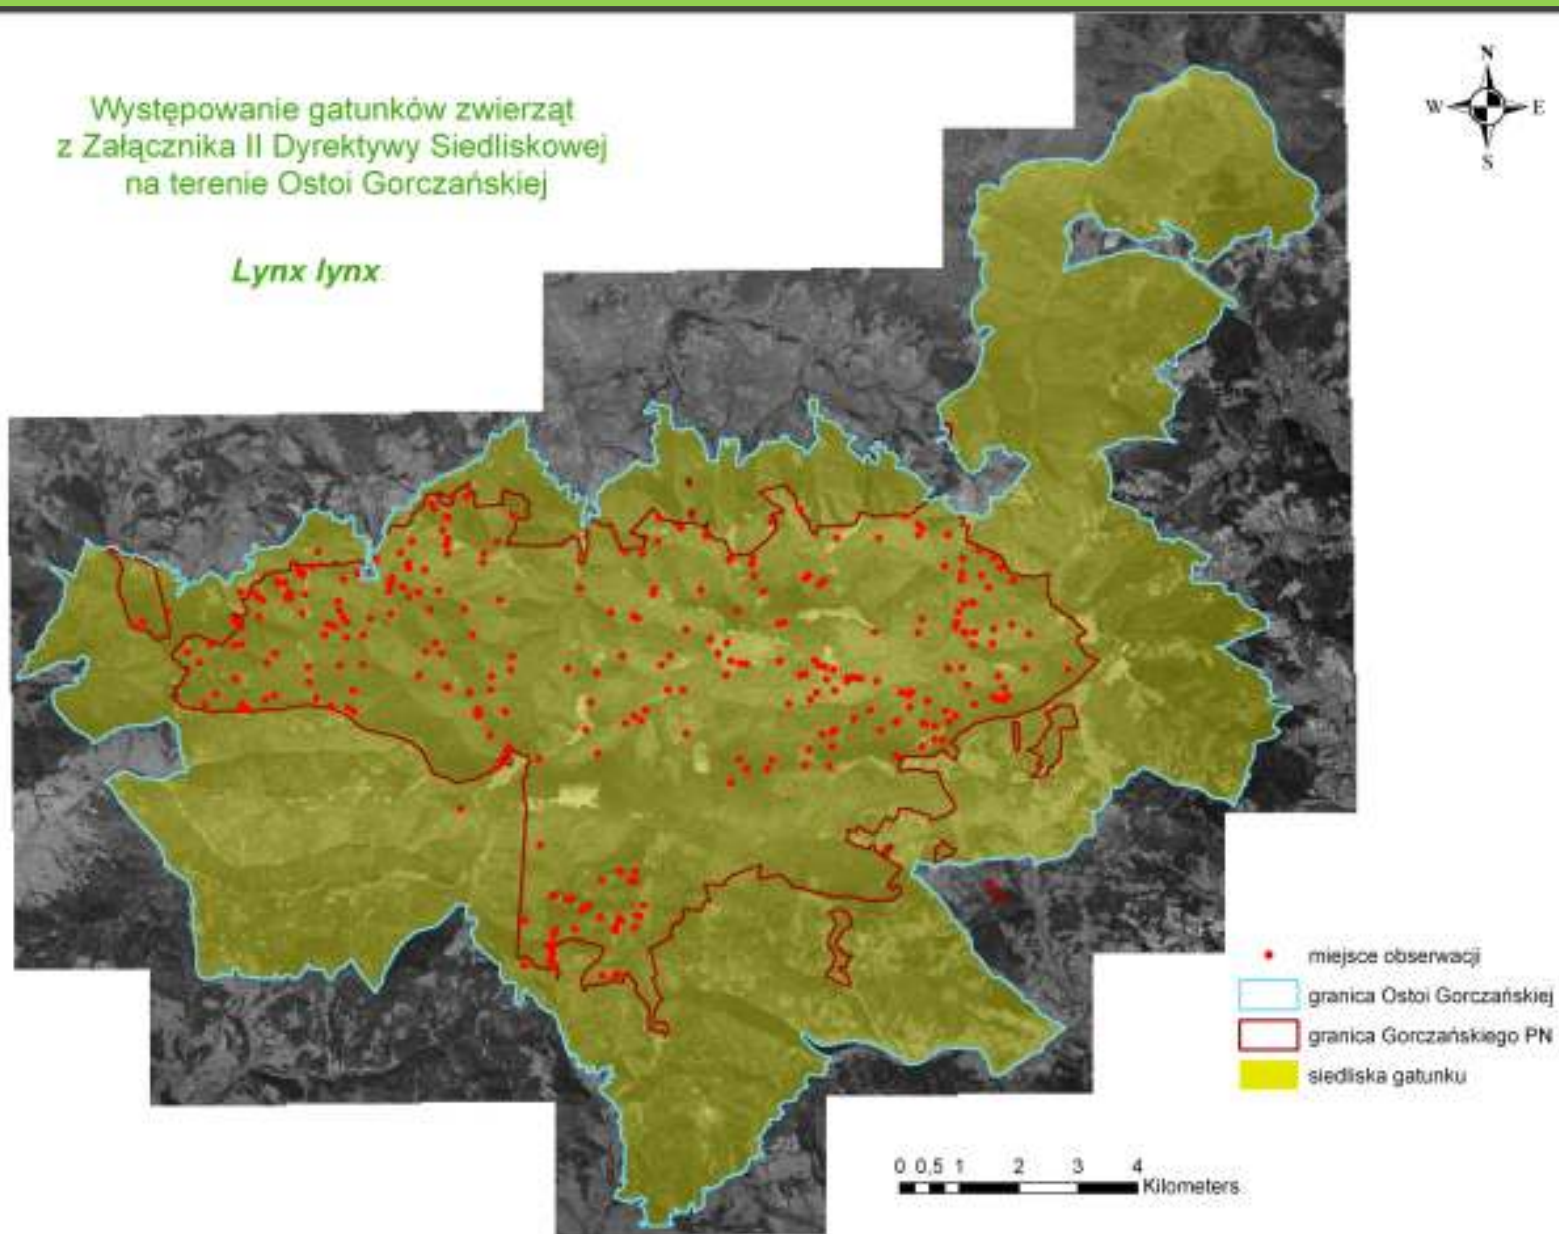 Występowanie gatunków zwierząt
z Załącznika II Dyrektywy Siedliskowej
na terenie Ostoi Gorczańskiej
Lynx lynx
N
W E
S
miejsce obserwacji
granica Ostoi Gorczańskiej
granica Gorczańskiego PN
siedliska gatunku
0 0,5 1 2 3 4
Kilometers